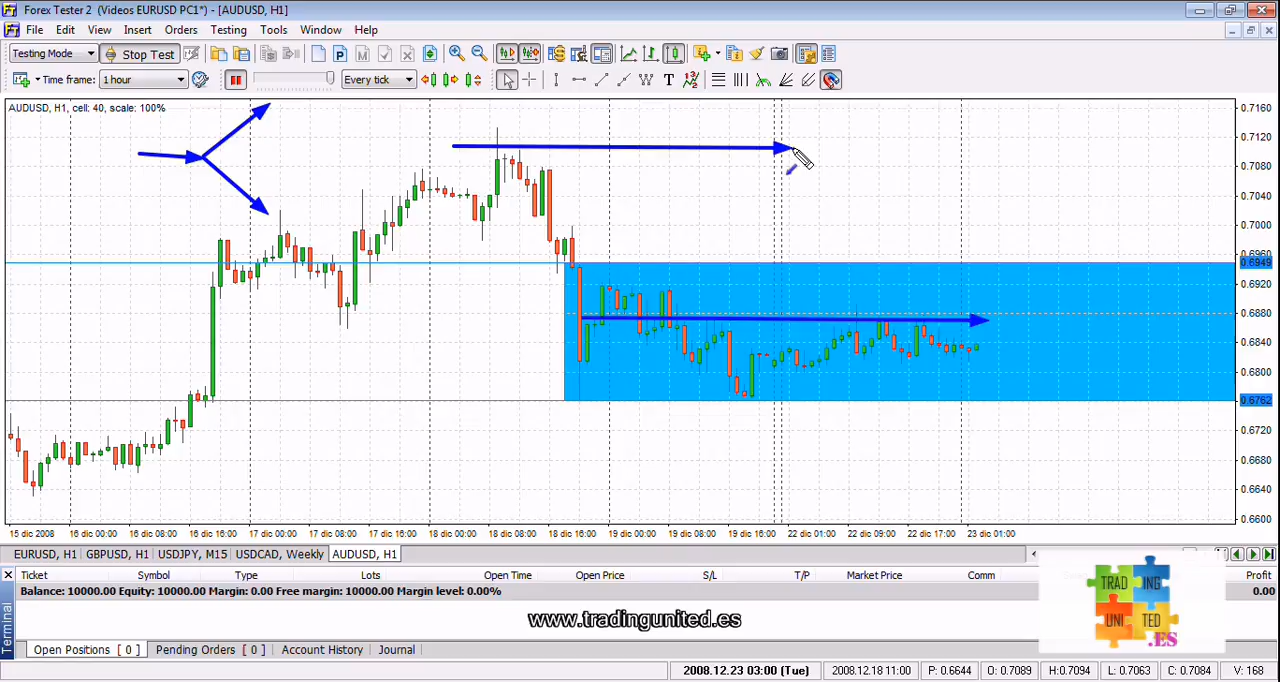 Forex Tester 2 (Videos EURUSD PC1*) - [AUDUSD, H1]
File Edit View Insert Orders Testing Tools Window Help
Testing Mode Stop Test
Time frame: 1 hour Every tick
AUDUSD, H1, cell: 40, scale: 100%
0.7160
0.7120
0.7080
0.7040
0.7000
0.6960
0.6949
0.6920
0.6880
0.6840
0.6800
0.6762
0.6720
0.6680
0.6640
0.6600
15 dic 2008 16 dic 00:00 16 dic 08:00 16 dic 16:00 17 dic 00:00 17 dic 08:00 17 dic 16:00 18 dic 00:00 18 dic 08:00 18 dic 16:00 19 dic 00:00 19 dic 08:00 19 dic 16:00 22 dic 01:00 22 dic 09:00 22 dic 17:00 23 dic 01:00
EURUSD, H1 GBPUSD, H1 USDJPY, M15 USDCAD, Weekly AUDUSD, H1
Ticket Symbol Type Lots Open Time Open Price S/L T/P Market Price Comm Profit
Balance: 10000.00 Equity: 10000.00 Margin: 0.00 Free margin: 10000.00 Margin level: 0.00% 0.00
www.tradingunited.es
TRAD ING
UNI TED
.ES
Terminal
Open Positions [ 0 ] Pending Orders [ 0 ] Account History Journal
2008.12.23 03:00 (Tue) 2008.12.18 11:00 P: 0.6644 O: 0.7089 H:0.7094 L: 0.7063 C: 0.7084 V: 168